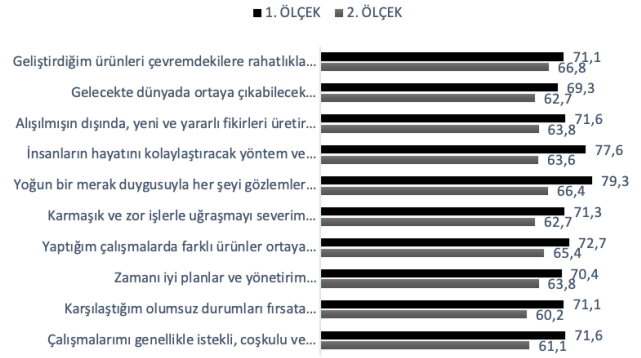 1. ÖLÇEK 2. ÖLÇEK
Geliştirdiğim ürünleri çevremdekilere rahatlıkla... 71,1
66,8
Gelecekte dünyada ortaya çıkabilecek... 69,3
62,7
Alışılmışın dışında, yeni ve yararlı fikirleri üretir... 71,6
63,8
İnsanların hayatını kolaylaştıracak yöntem ve... 77,6
63,6
Yoğun bir merak duygusuyla her şeyi gözlemler... 79,3
66,4
Karmaşık ve zor işlerle uğraşmayı severim... 71,3
62,7
Yaptığım çalışmalarda farklı ürünler ortaya... 72,7
65,4
Zamanı iyi planlar ve yönetirim... 70,4
63,8
Karşılaştığım olumsuz durumları fırsata... 71,1
60,2
Çalışmalarımı genellikle istekli, coşkulu ve... 71,6
61,1